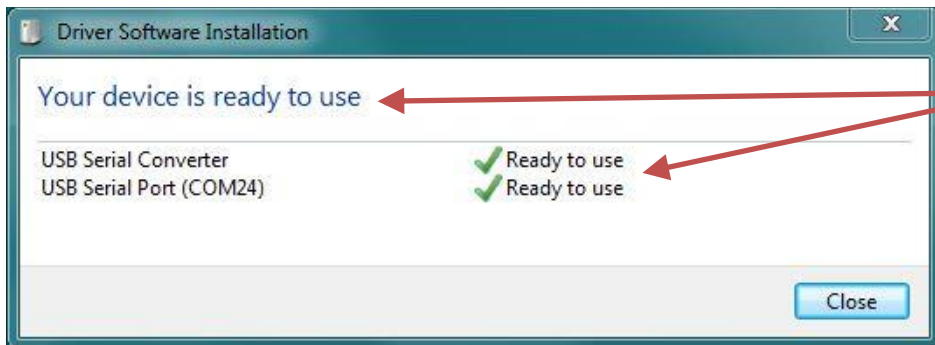 Driver Software Installation
X
Your device is ready to use
USB Serial Converter Ready to use
USB Serial Port (COM24) Ready to use
Close